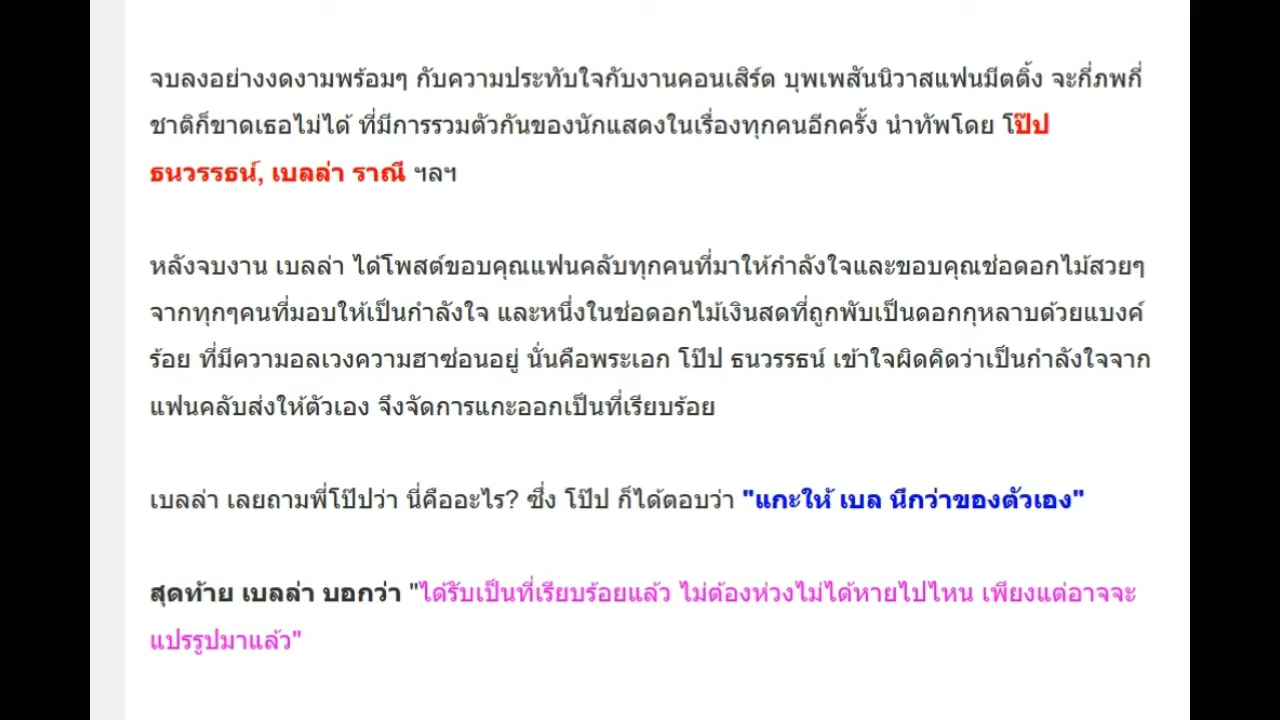 จบลงอย่างงดงามพร้อมๆ กับความประทับใจกับงานคอนเสิร์ต บุพเพสันนิวาสแฟนมีตติ้ง จะกี่ภพกี่
ชาติก็ขาดเธอไม่ได้ ที่มีการรวมตัวกันของนักแสดงในเรื่องทุกคนอีกครั้ง นำทัพโดย โป๊ป
ธนวรรธน์, เบลล่า ราณี ฯลฯ
หลังจบงาน เบลล่า ได้โพสต์ขอบคุณแฟนคลับทุกคนที่มาให้กำลังใจและขอบคุณช่อดอกไม้สวยๆ
จากทุกๆคนที่มอบให้เป็นกำลังใจ และหนึ่งในช่อดอกไม้เงินสดที่ถูกพับเป็นดอกกุหลาบด้วยแบงค์
ร้อย ที่มีความอลเวงความฮาซ่อนอยู่ นั่นคือพระเอก โป๊ป ธนวรรธน์ เข้าใจผิดคิดว่าเป็นกำลังใจจาก
แฟนคลับส่งให้ตัวเอง จึงจัดการแกะออกเป็นที่เรียบร้อย
เบลล่า เลยถามพี่โป๊ปว่า นี่คืออะไร? ซึ่ง โป๊ป ก็ได้ตอบว่า "แกะให้ เบล นึกว่าของตัวเอง"
สุดท้าย เบลล่า บอกว่า "ได้รับเป็นที่เรียบร้อยแล้ว ไม่ต้องห่วงไม่ได้หายไปไหน เพียงแต่อาจจะ
แปรรูปมาแล้ว"